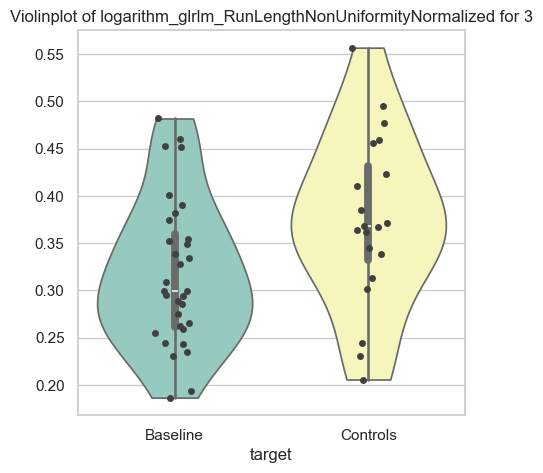 Violinplot of logarithm_glrlm_RunLengthNonUniformityNormalized for 3
0.55
0.50
0.45
0.40
0.35
0.30
0.25
0.20
Baseline
Controls
target